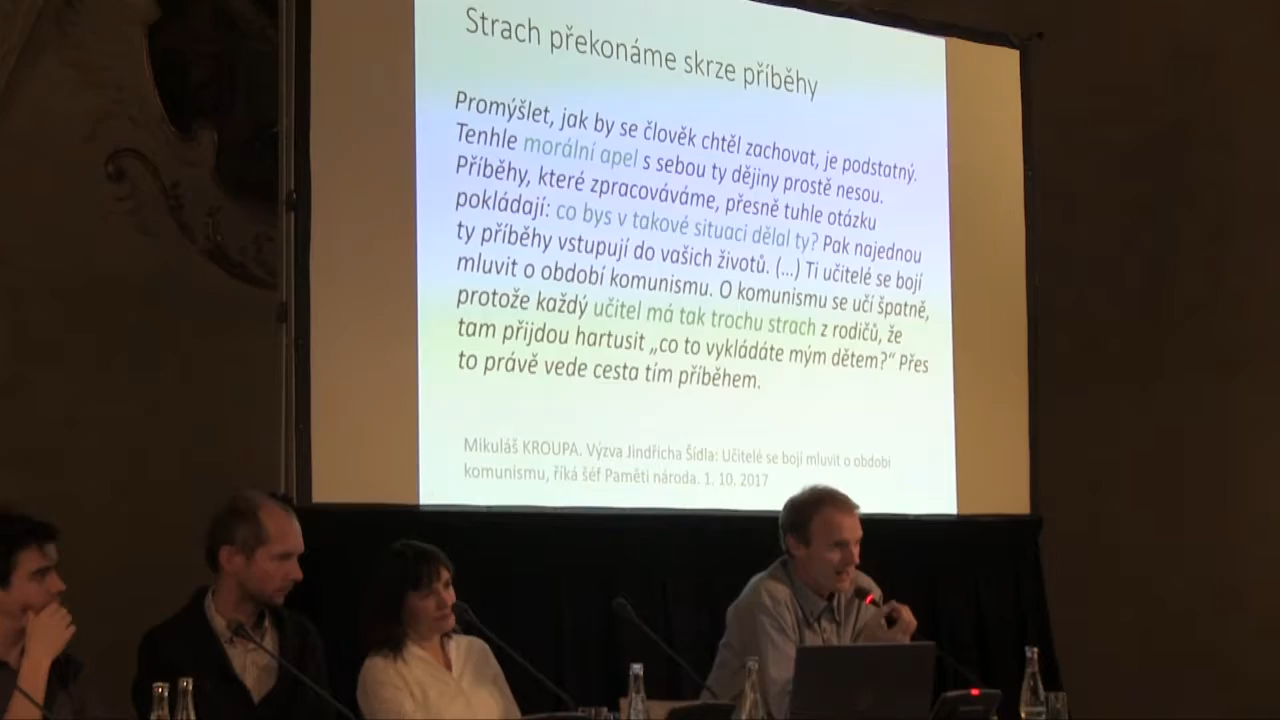 Strach překonáme skrze příběhy
Promýšlet, jak by se člověk chtěl zachovat, je podstatný.
Tenhle morální apel s sebou ty dějiny prostě nesou.
Příběhy, které zpracováváme, přesně tuhle otázku
pokládají: co bys v takové situaci dělal ty? Pak najednou
ty příběhy vstupují do vašich životů. (...) Ti učitelé se bojí
mluvit o období komunismu. O komunismu se učí špatně,
protože každý učitel má tak trochu strach z rodičů, že
tam přijdou hartusit „co to vykládáte mým dětem?“ Přes
to právě vede cesta tím příběhem.
Mikuláš KROUPA. Výzva Jindřicha Šídla: Učitelé se bojí mluvit o období
komunismu, říká šéf Paměti národa. 1. 10. 2017